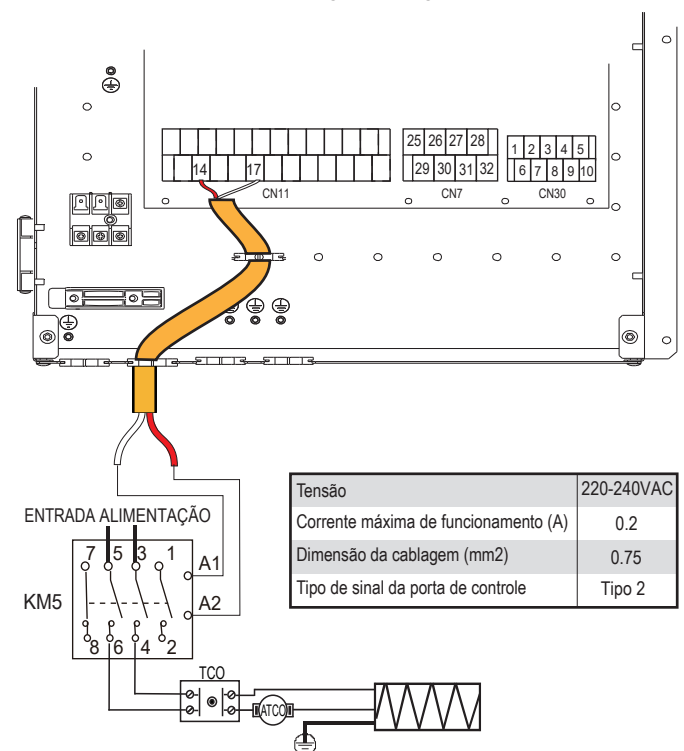 25 26 27 28
1 2 3 4 5
14 17
29 30 31 32
6 7 8 9 10
CN11
CN7
CN30
Tensão 220-240VAC
Corrente máxima de funcionamento (A) 0.2
Dimensão da cablagem (mm2) 0.75
Tipo de sinal da porta de controle Tipo 2
ENTRADA ALIMENTAÇÃO
7 5 3 1
A1
KM5
A2
8 6 4 2
TCO
ATCO